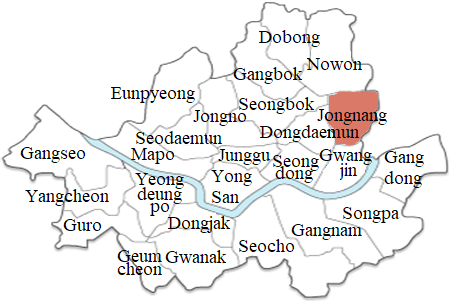 Dobong
Nowon
Gangbok
Eunpyeong
Seongbok
Jongno
Jongnang
Dongdaemun
Seodaemun
Gangseo
Mapo
Junggu
Seong
dong
Gwang
jin
Gang
dong
Yangcheon
Yeong
deung
po
Yong
San
Songpa
Guro
Dongjak
Gangnam
Seocho
Geum
cheon
Gwanak